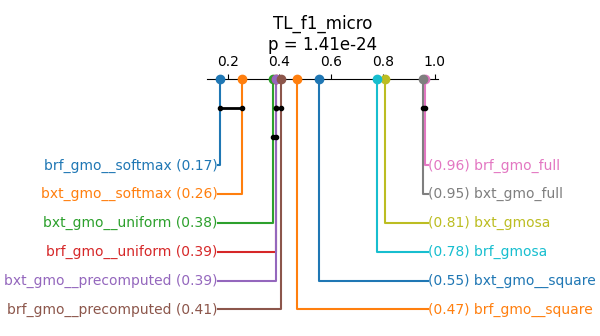 TL_f1_micro
p = 1.41e-24
0.2 0.4 0.6 0.8 1.0
brf_gmo__softmax (0.17) (0.96) brf_gmo_full
bxt_gmo__softmax (0.26) (0.95) bxt_gmo_full
bxt_gmo__uniform (0.38) (0.81) bxt_gmosa
brf_gmo__uniform (0.39) (0.78) brf_gmosa
bxt_gmo__precomputed (0.39) (0.55) bxt_gmo__square
brf_gmo__precomputed (0.41) (0.47) brf_gmo__square